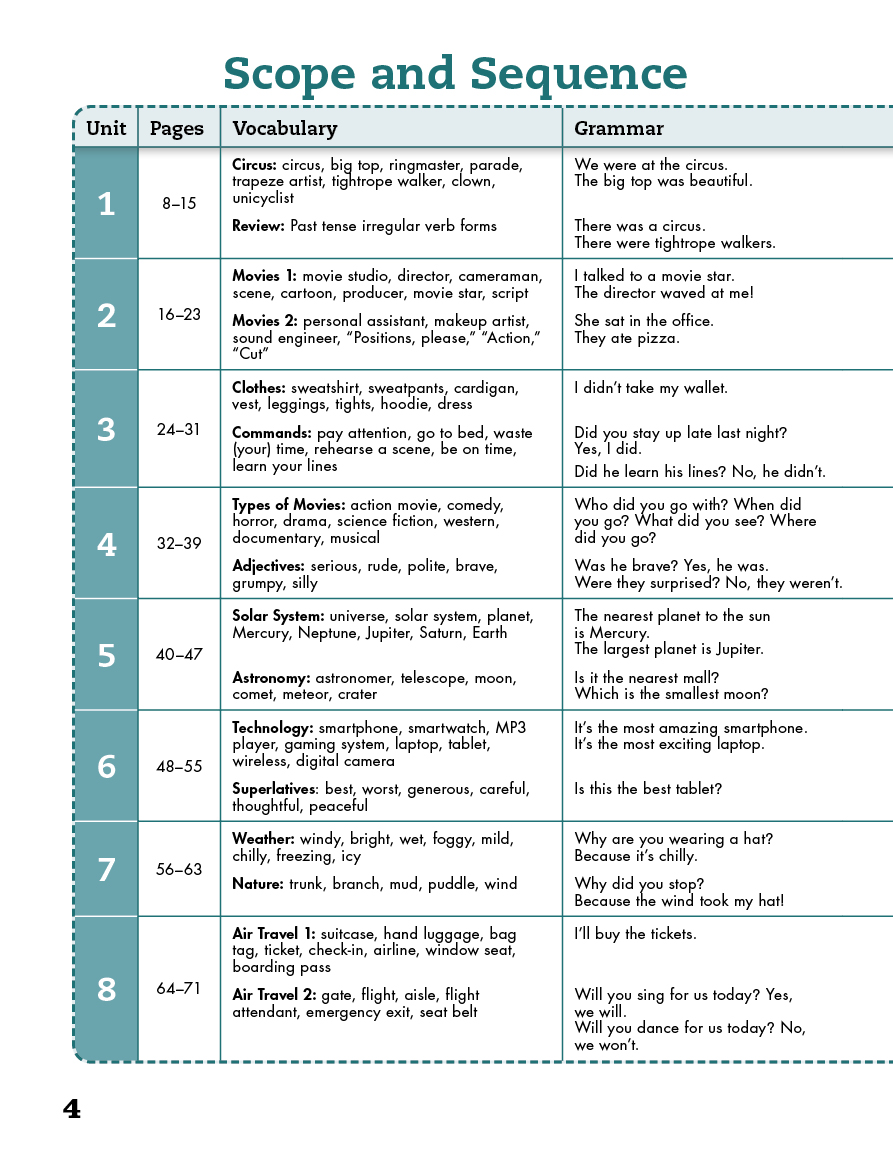 Scope and Sequence
Unit
Pages
Vocabulary
Grammar
1
8–15
Circus: circus, big top, ringmaster, parade,
trapeze artist, tightrope walker, clown,
unicyclist
Review: Past tense irregular verb forms
We were at the circus.
The big top was beautiful.
There was a circus.
There were tightrope walkers.
2
16–23
Movies 1: movie studio, director, cameraman,
scene, cartoon, producer, movie star, script
Movies 2: personal assistant, makeup artist,
sound engineer, “Positions, please,” “Action,”
“Cut”
I talked to a movie star.
The director waved at me!
She sat in the office.
They ate pizza.
3
24–31
Clothes: sweatshirt, sweatpants, cardigan,
vest, leggings, tights, hoodie, dress
Commands: pay attention, go to bed, waste
(your) time, rehearse a scene, be on time,
learn your lines
I didn’t take my wallet.
Did you stay up late last night?
Yes, I did.
Did he learn his lines? No, he didn’t.
4
32–39
Types of Movies: action movie, comedy,
horror, drama, science fiction, western,
documentary, musical
Adjectives: serious, rude, polite, brave,
grumpy, silly
Who did you go with? When did
you go? What did you see? Where
did you go?
Was he brave? Yes, he was.
Were they surprised? No, they weren’t.
5
40–47
Solar System: universe, solar system, planet,
Mercury, Neptune, Jupiter, Saturn, Earth
Astronomy: astronomer, telescope, moon,
comet, meteor, crater
The nearest planet to the sun
is Mercury.
The largest planet is Jupiter.
Is it the nearest mall?
Which is the smallest moon?
6
48–55
Technology: smartphone, smartwatch, MP3
player, gaming system, laptop, tablet,
wireless, digital camera
Superlatives: best, worst, generous, careful,
thoughtful, peaceful
It’s the most amazing smartphone.
It’s the most exciting laptop.
Is this the best tablet?
7
56–63
Weather: windy, bright, wet, foggy, mild,
chilly, freezing, icy
Nature: trunk, branch, mud, puddle, wind
Why are you wearing a hat?
Because it’s chilly.
Why did you stop?
Because the wind took my hat!
8
64–71
Air Travel 1: suitcase, hand luggage, bag
tag, ticket, check-in, airline, window seat,
boarding pass
Air Travel 2: gate, flight, aisle, flight
attendant, emergency exit, seat belt
I’ll buy the tickets.
Will you sing for us today? Yes,
we will.
Will you dance for us today? No,
we won’t.
4